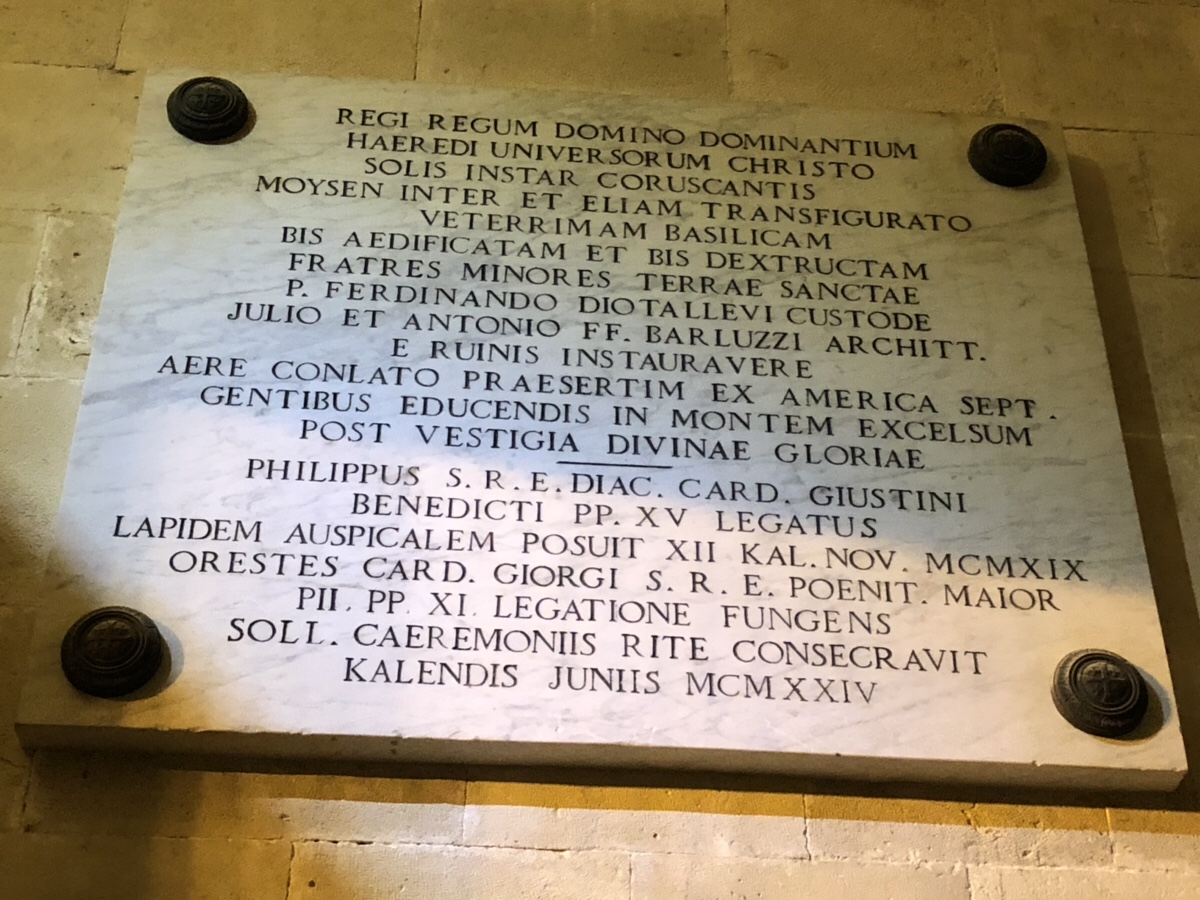 REGI REGUM DOMINO DOMINANTIUM
HAEREDI UNIVERSORUM CHRISTO
SOLIS INSTAR CORUSCANTIS
MOYSEN INTER ET ELIAM TRANSFIGURATO
VETERRIMAM BASILICAM
BIS AEDIFICATAM ET BIS DEXTRUCTAM
FRATRES MINORES TERRAE SANCTAE
P. FERDINANDO DIOTALLEVI CUSTODE
JULIO ET ANTONIO FF. BARLUZZI ARCHITT.
E RUINIS INSTAURAVERE
AERE CONLATO PRAESERTIM EX AMERICA SEPT.
GENTIBUS EDUCENDIS IN MONTEM EXCELSUM
POST VESTIGIA DIVINAE GLORIAE
PHILIPPUS S. R. E. DIAC. CARD. GIUSTINI
BENEDICTI PP. XV LEGATUS
LAPIDEM AUSPICALEM POSUIT XII KAL. NOV. MCMXIX
ORESTES CARD. GIORGI S. R. E. POENIT. MAIOR
PII. PP. XI. LEGATIONE FUNGENS
SOLL. CAEREMONIIS RITE CONSECRAVIT
KALENDIS JUNIIS MCMXXIV